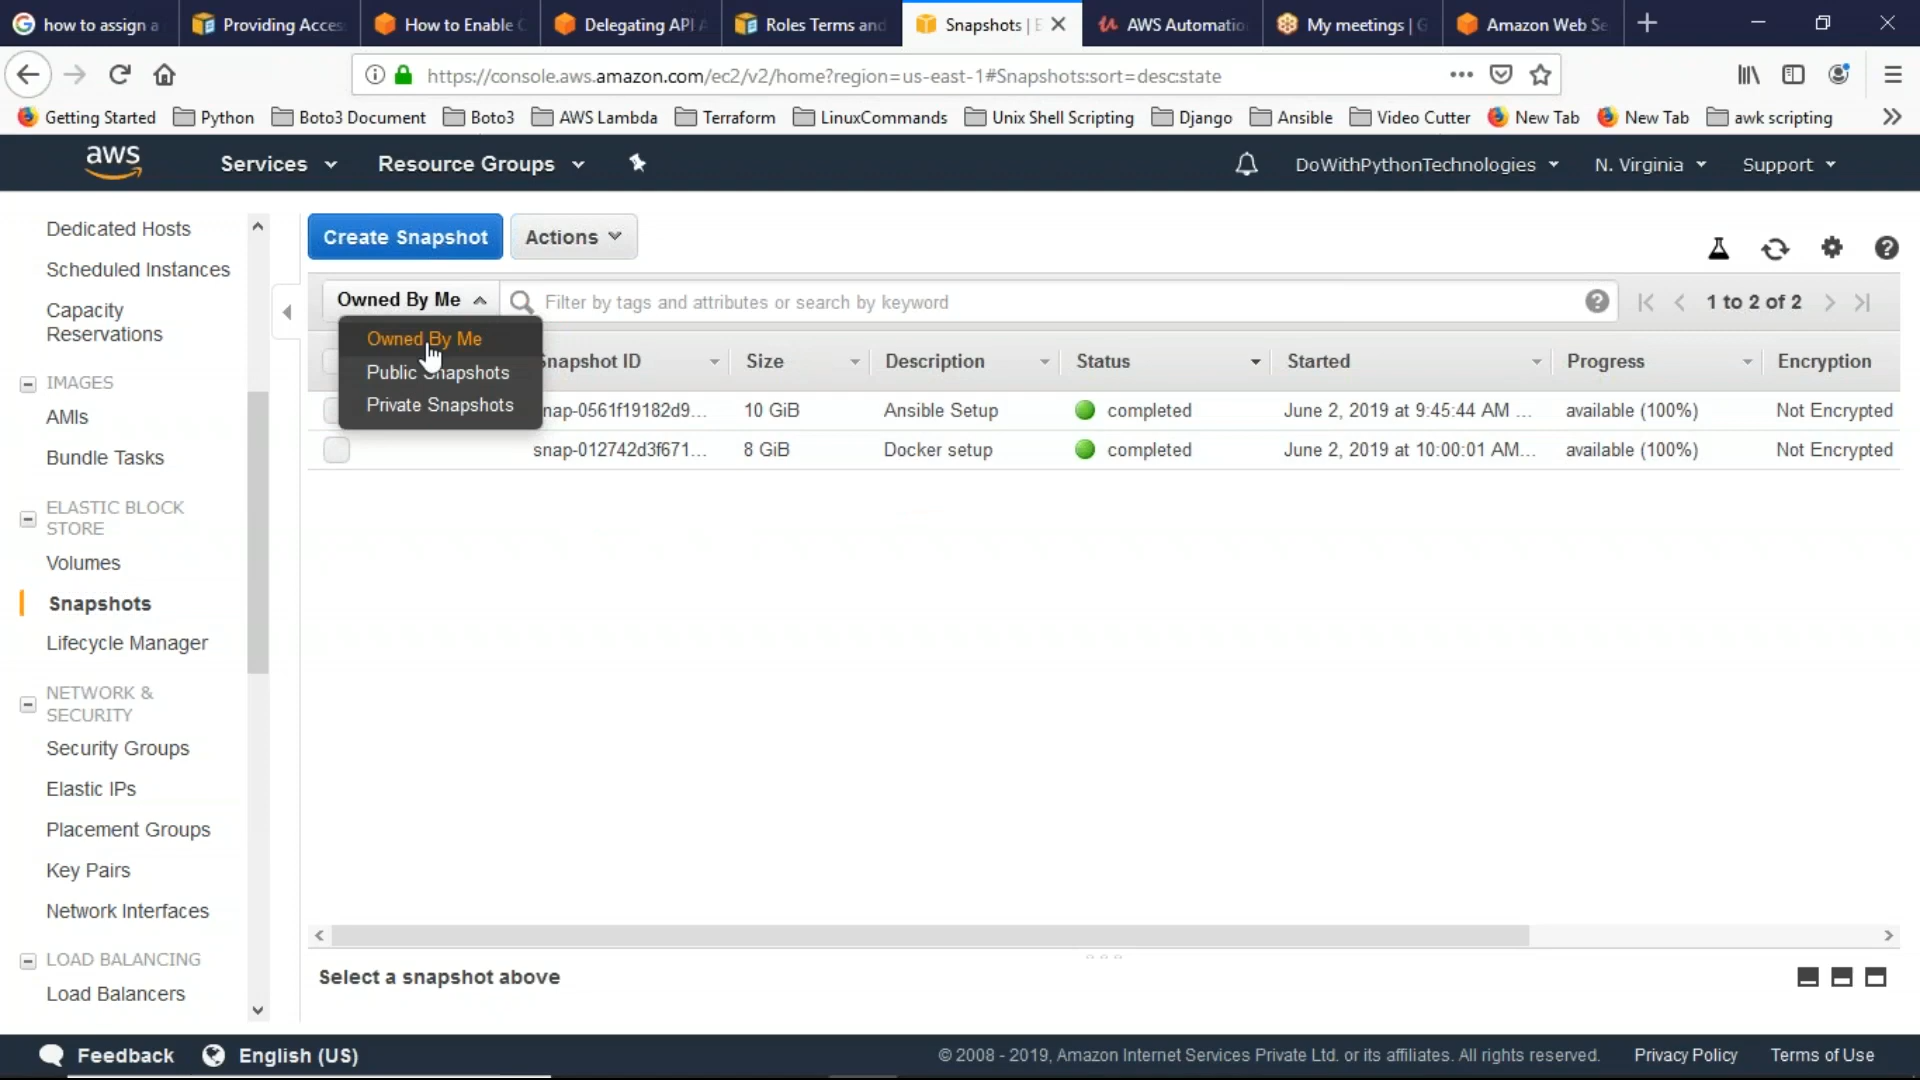 how to assign a
Providing Acces
How to Enable C
Delegating API A
Roles Terms and
Snapshots | E
AWS Automatio
My meetings | G
Amazon Web Se
https://console.aws.amazon.com/ec2/v2/home?region=us-east-1#Snapshots:sort=desc:state
Getting Started
Python
Boto3 Document
Boto3
AWS Lambda
Terraform
LinuxCommands
Unix Shell Scripting
Django
Ansible
Video Cutter
New Tab
New Tab
awk scripting
aws
Services
Resource Groups
DoWithPythonTechnologies
N. Virginia
Support
Dedicated Hosts
Scheduled Instances
Capacity
Reservations
IMAGES
AMIs
Bundle Tasks
ELASTIC BLOCK
STORE
Volumes
Snapshots
Lifecycle Manager
NETWORK &
SECURITY
Security Groups
Elastic IPs
Placement Groups
Key Pairs
Network Interfaces
LOAD BALANCING
Load Balancers
Create Snapshot
Actions
Owned By Me
Filter by tags and attributes or search by keyword
1 to 2 of 2
Owned By Me
Public Snapshots
Private Snapshots
Snapshot ID Size Description Status Started Progress Encryption
nap-0561f19182d9... 10 GiB Ansible Setup completed June 2, 2019 at 9:45:44 AM ... available (100%) Not Encrypted
snap-012742d3f671... 8 GiB Docker setup completed June 2, 2019 at 10:00:01 AM... available (100%) Not Encrypted
Select a snapshot above
Feedback
English (US)
© 2008 - 2019, Amazon Internet Services Private Ltd. or its affiliates. All rights reserved.
Privacy Policy
Terms of Use